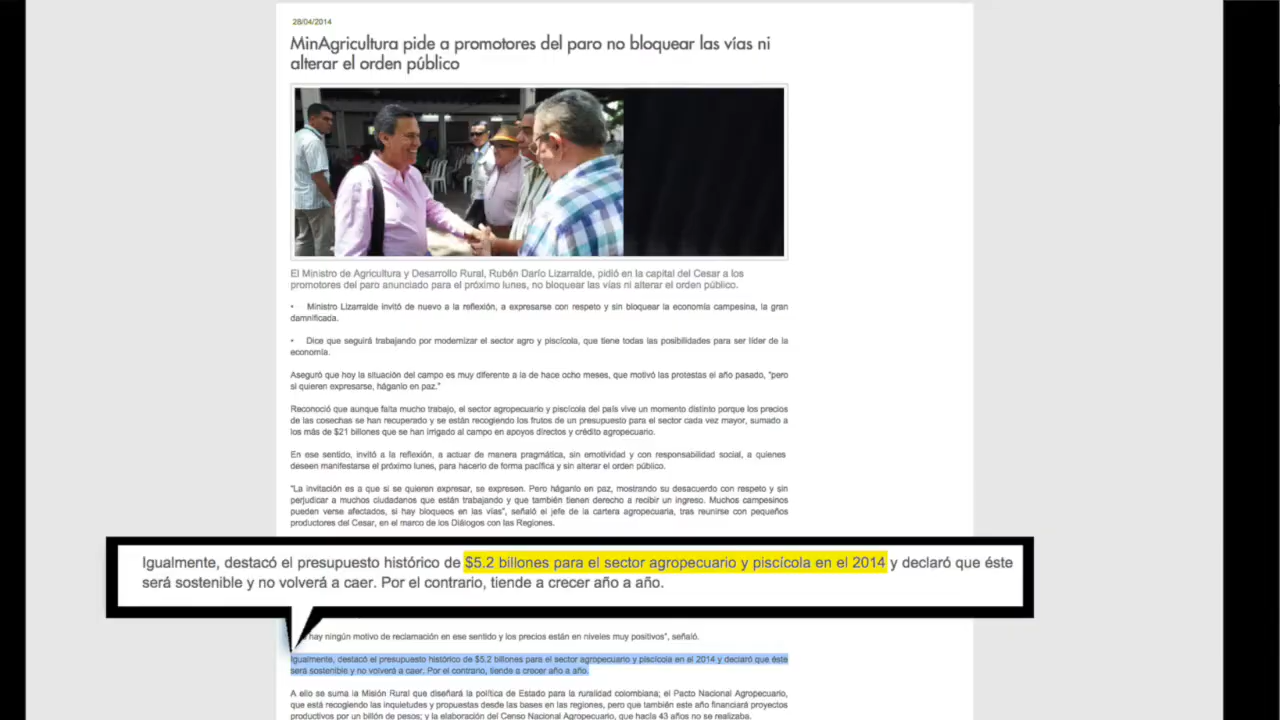 28/04/2014
MinAgricultura pide a promotores del paro no bloquear las vías ni
alterar el orden público
El Ministro de Agricultura y Desarrollo Rural, Rubén Darío Lizarralde, pidió en la capital del Cesar a los
promotores del paro anunciado para el próximo lunes, no bloquear las vías ni alterar el orden público.
• Ministro Lizarralde invitó de nuevo a la reflexión, a expresarse con respeto y sin bloquear la economía campesina, la gran
damnificada.
• Dice que seguirá trabajando por modernizar el sector agro y piscícola, que tiene todas las posibilidades para ser líder de la
economía.
Aseguró que hoy la situación del campo es muy diferente a la de hace ocho meses, que motivó las protestas el año pasado, "pero
si quieren expresarse, háganlo en paz."
Reconoció que aunque falta mucho trabajo, el sector agropecuario y piscícola del país vive un momento distinto porque los precios
de las cosechas se han recuperado y se están recogiendo los frutos de un presupuesto para el sector cada vez mayor, sumado a
los más de $21 billones que se han irrigado al campo en apoyos directos y crédito agropecuario.
En ese sentido, invitó a la reflexión, a actuar de manera pragmática, sin emotividad y con responsabilidad social, a quienes
deseen manifestarse el próximo lunes, para hacerlo de forma pacífica y sin alterar el orden público.
"La invitación es a que si se quieren expresar, se expresen. Pero háganlo en paz, mostrando su desacuerdo con respeto y sin
perjudicar a muchos ciudadanos que están trabajando y que también tienen derecho a recibir un ingreso. Muchos campesinos
pueden verse afectados, si hay bloqueos en las vías", señaló el jefe de la cartera agropecuaria, tras reunirse con pequeños
productores del Cesar, en el marco de los Diálogos con las Regiones.
Igualmente, destacó el presupuesto histórico de $5.2 billones para el sector agropecuario y piscícola en el 2014 y declaró que éste
será sostenible y no volverá a caer. Por el contrario, tiende a crecer año a año.
hay ningún motivo de reclamación en ese sentido y los precios están en niveles muy positivos", señaló.
Igualmente, destacó el presupuesto histórico de $5.2 billones para el sector agropecuario y piscícola en el 2014 y declaró que éste
será sostenible y no volverá a caer. Por el contrario, tiende a crecer año a año.
A ello se suma la Misión Rural que diseñará la política de Estado para la ruralidad colombiana; el Pacto Nacional Agropecuario,
que está recogiendo las inquietudes y propuestas desde las bases en las regiones, pero que también este año financiará proyectos
productivos por un billón de pesos; y la elaboración del Censo Nacional Agropecuario, que hacía 43 años no se realizaba.